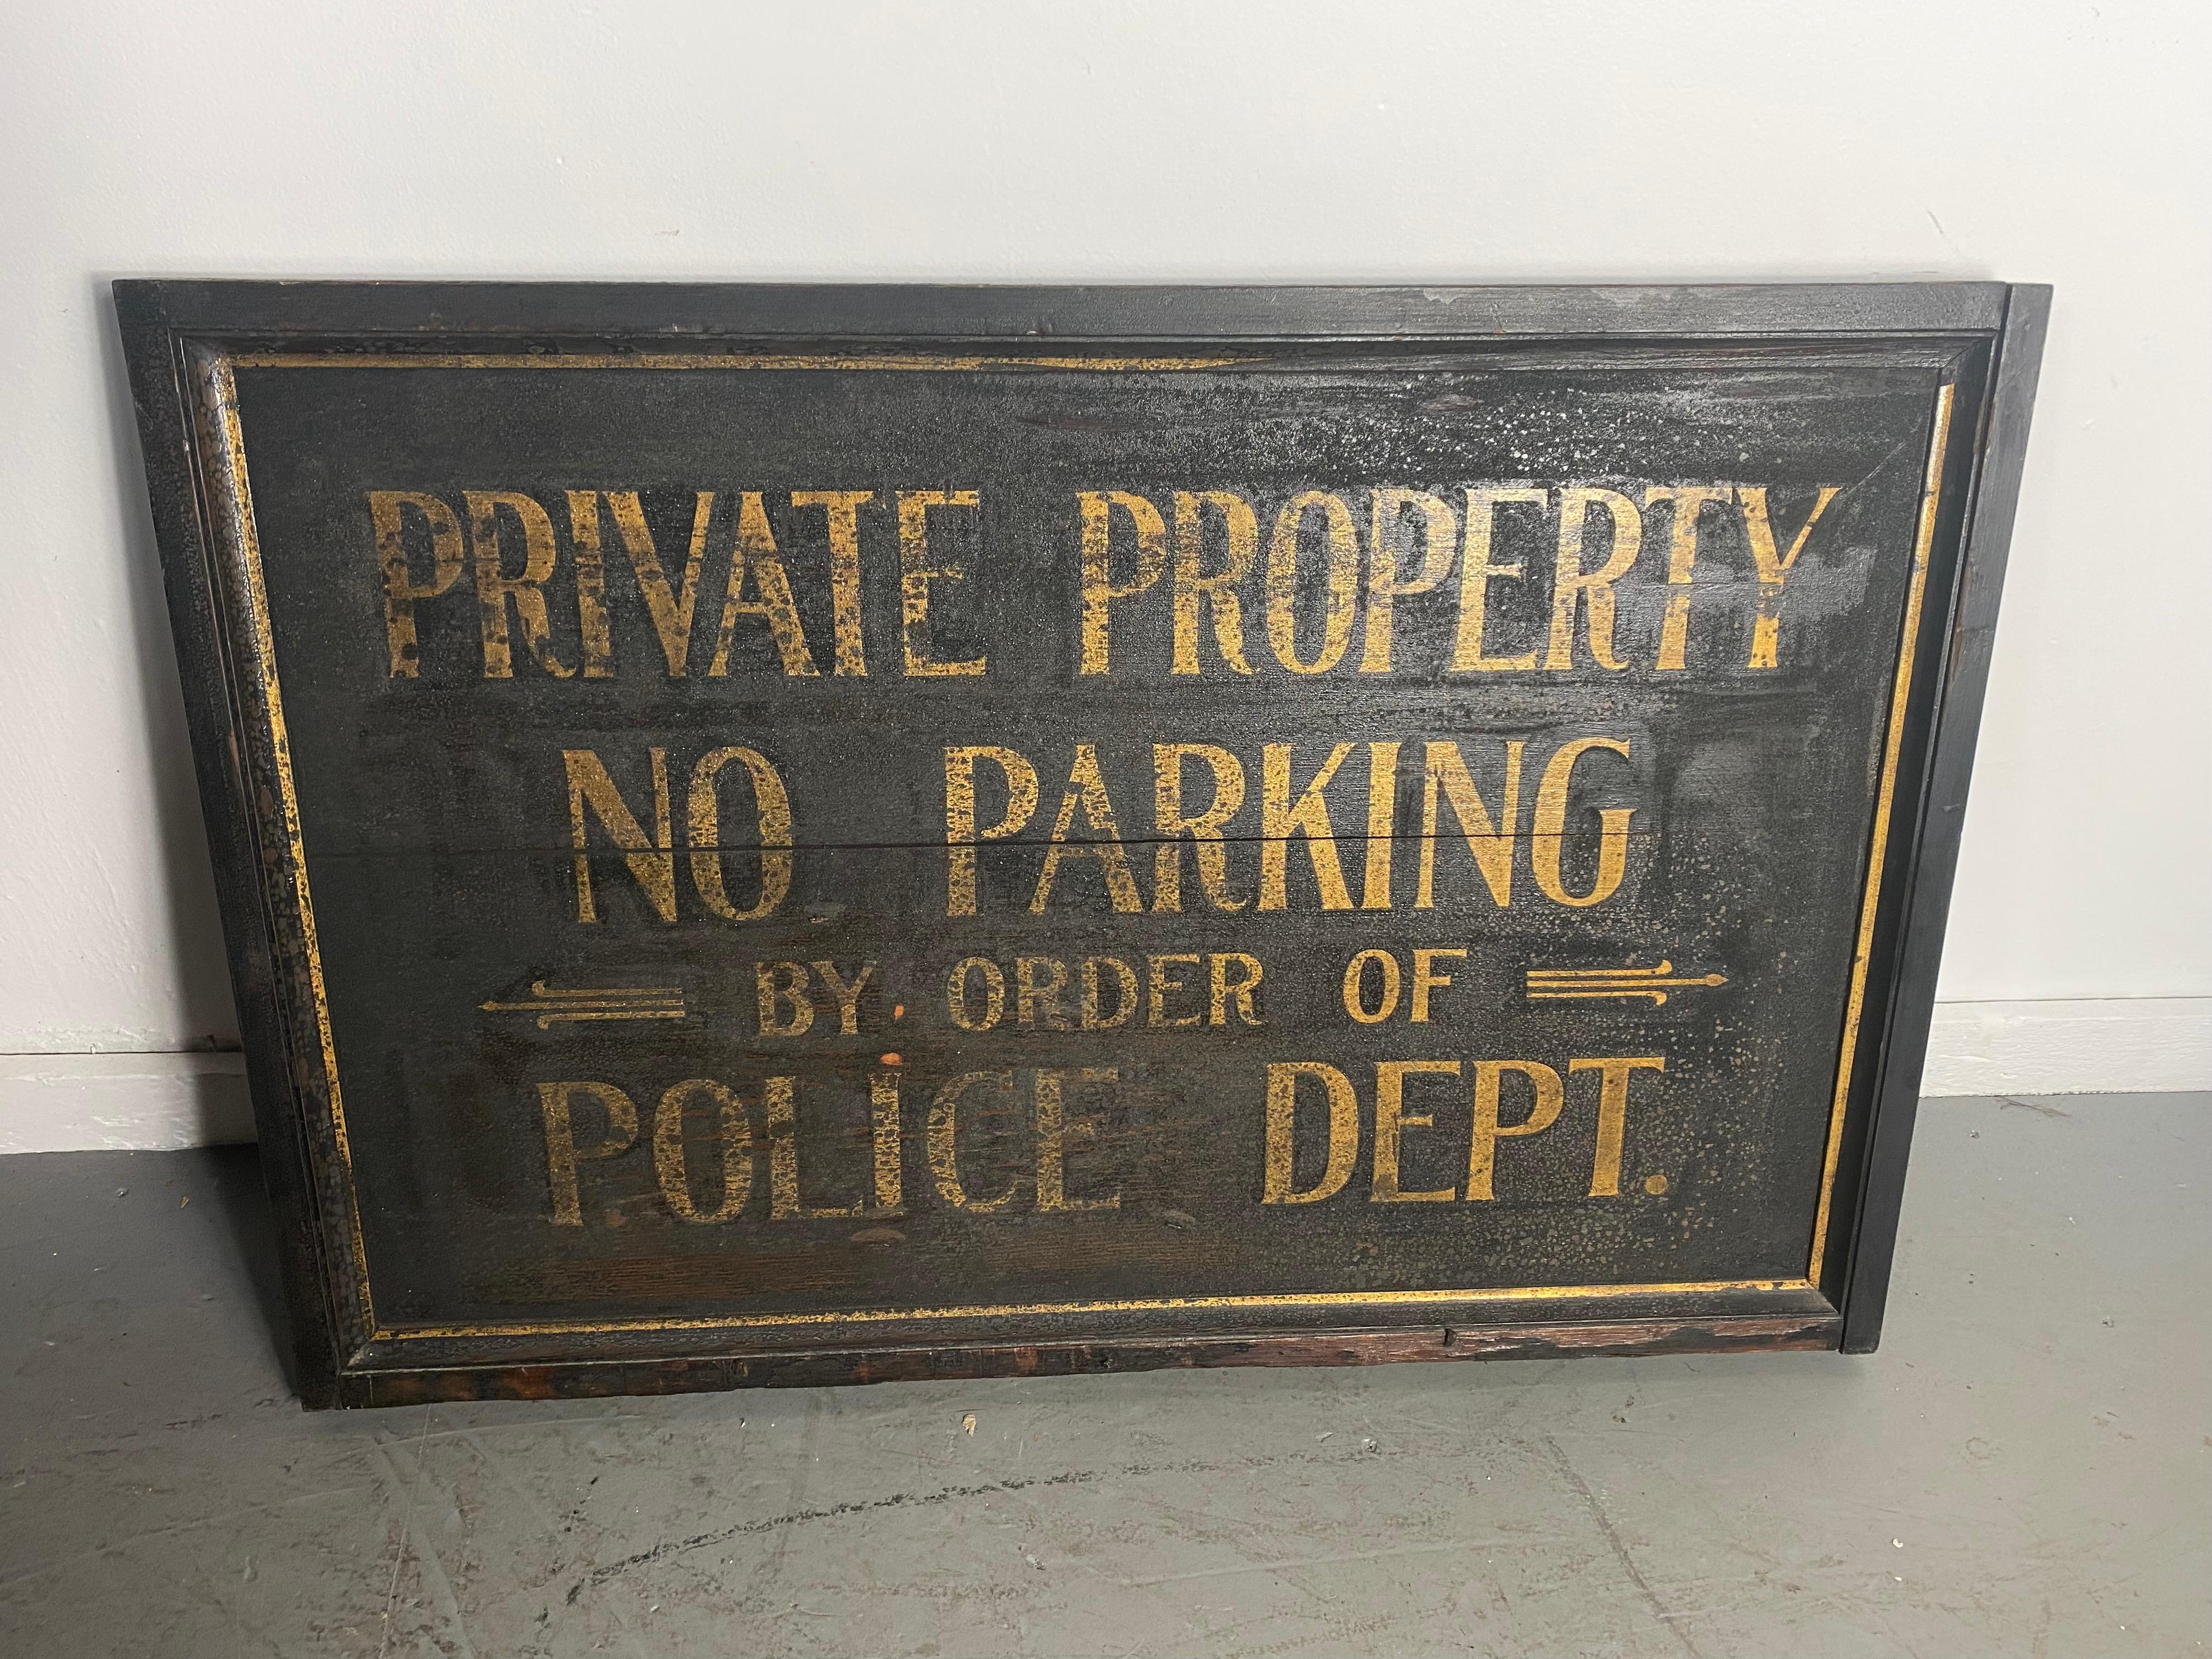 PRIVATE PROPERTY
NO PARKING
BY ORDER OF
POLICE DEPT.